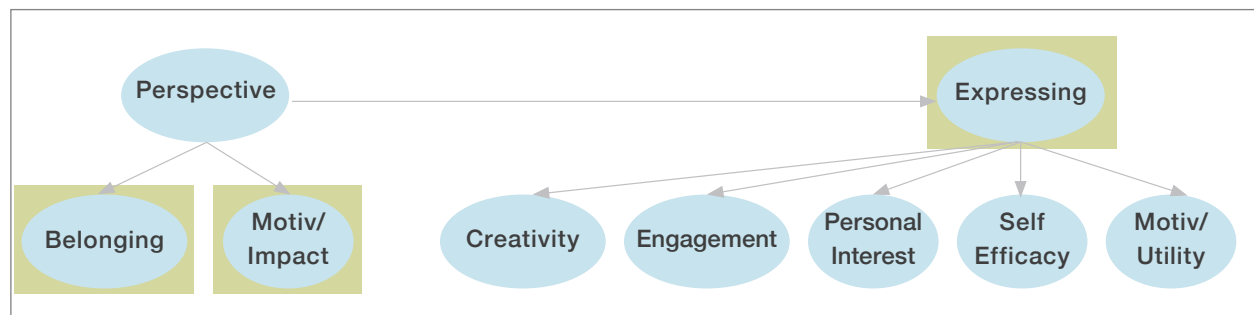 Perspective
Expressing
Belonging
Motiv/
Impact
Creativity
Engagement
Personal
Interest
Self
Efficacy
Motiv/
Utility